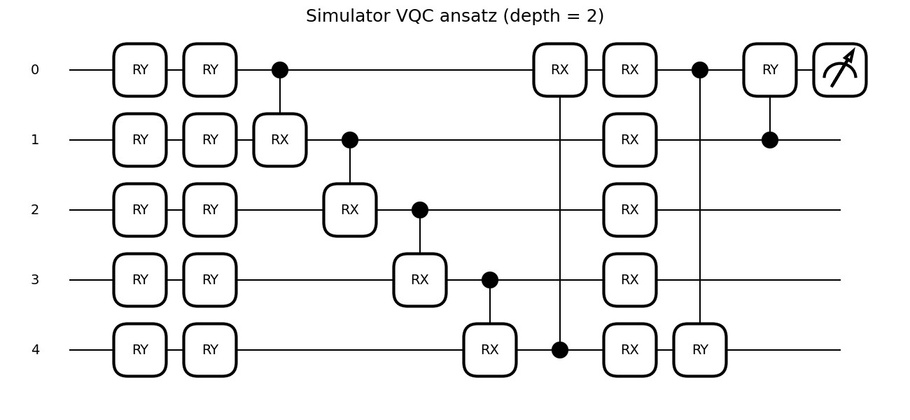 Simulator VQC ansatz (depth = 2)
0 RY RY RX RX RY
1 RY RY RX RX
2 RY RY RX RX
3 RY RY RX RX
4 RY RY RX RX RY